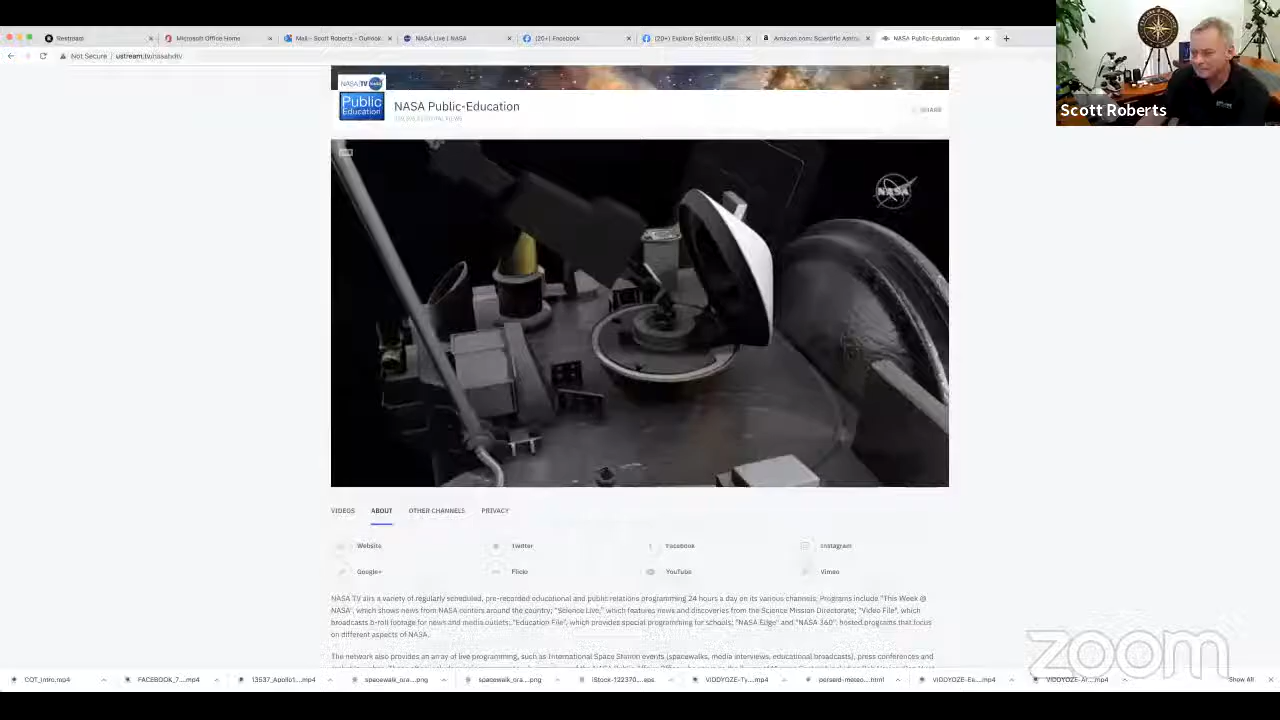 Restream
Microsoft Office Home
Mail - Scott Roberts - Outlook
NASA Live | NASA
(20+) Facebook
(20+) Explore Scientific USA
Amazon.com: Scientific Astro
NASA Public-Education
Not Secure | ustream.tv/nasahdtv
NASA TV
Public
Education
NASA Public-Education
SHARE
NASA
Scott Roberts
VIDEOS ABOUT OTHER CHANNELS PRIVACY
Website Twitter Facebook Instagram
Google+ Flickr YouTube Vimeo
NASA TV airs a variety of regularly scheduled, pre-recorded educational and public relations programming 24 hours a day on its various channels. Programs include "This Week @
NASA", which shows news from NASA centers around the country; "Science Live," which features news and discoveries from the Science Mission Directorate; "Video File", which
broadcasts b-roll footage for news and media outlets; "Education File", which provides special programming for schools; "NASA Edge" and "NASA 360", hosted programs that focus
on different aspects of NASA.
The network also provides an array of live programming, such as International Space Station events (spacewalks, media interviews, educational broadcasts), press conferences and
zoom
COT_Intro.mp4
FACEBOOK_7....mp4
13537_Apollo1....mp4
spacewalk_ora....png
spacewalk_ora....png
iStock-122370....eps
VIDDYOZE-Ty....mp4
perseid-meteo....html
VIDDYOZE-Ea....mp4
VIDDYOZE-Ar....mp4
Show All